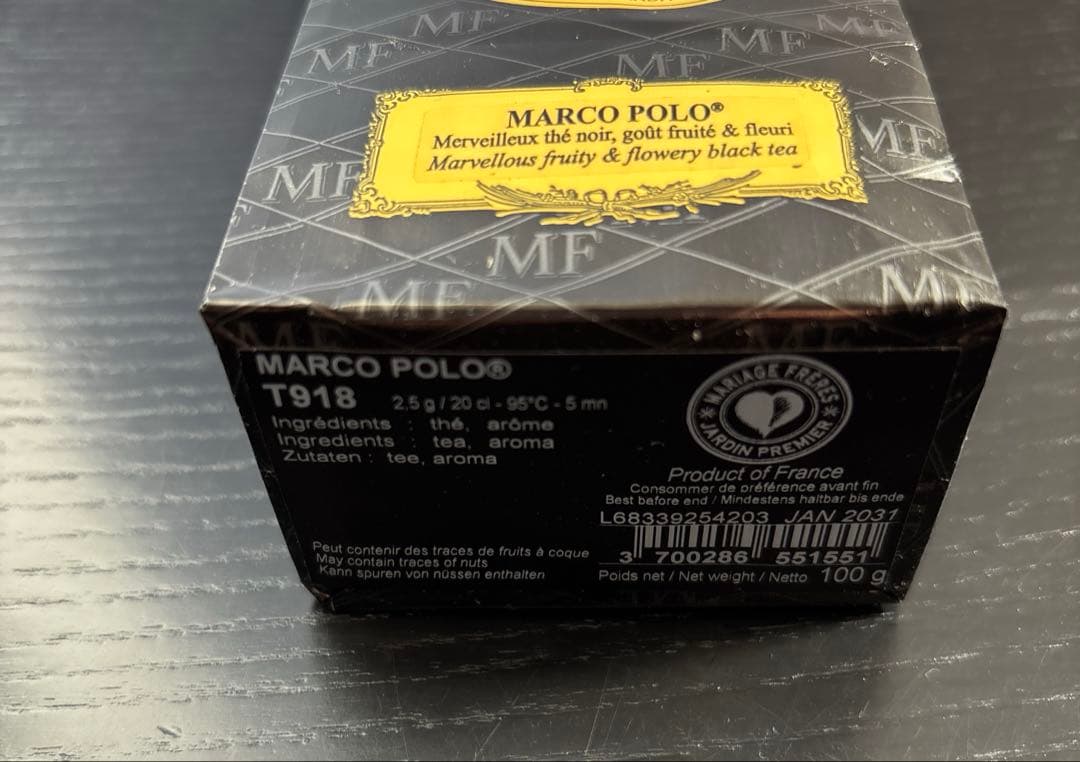 MF
MF
MF
MF
MF
MARCO POLO®
Merveilleux thé noir, goût fruité & fleuri
Marvellous fruity & flowery black tea
MF
MF
MF
MF
MARCO POLO®
T918 2,5 g / 20 cl - 95°C - 5 mn
Ingrédients : thé, arôme
Ingredients : tea, aroma
Zutaten : tee, aroma
MARIAGE FRÈRES
JARDIN PREMIER
Product of France
Consommer de préférence avant fin
Best before end / Mindestens haltbar bis ende
L68339254203 JAN 2031
3 700286 551551
Peut contenir des traces de fruits à coque
May contain traces of nuts
Kann spuren von nüssen enthalten
Poids net / Net weight / Netto 100 g